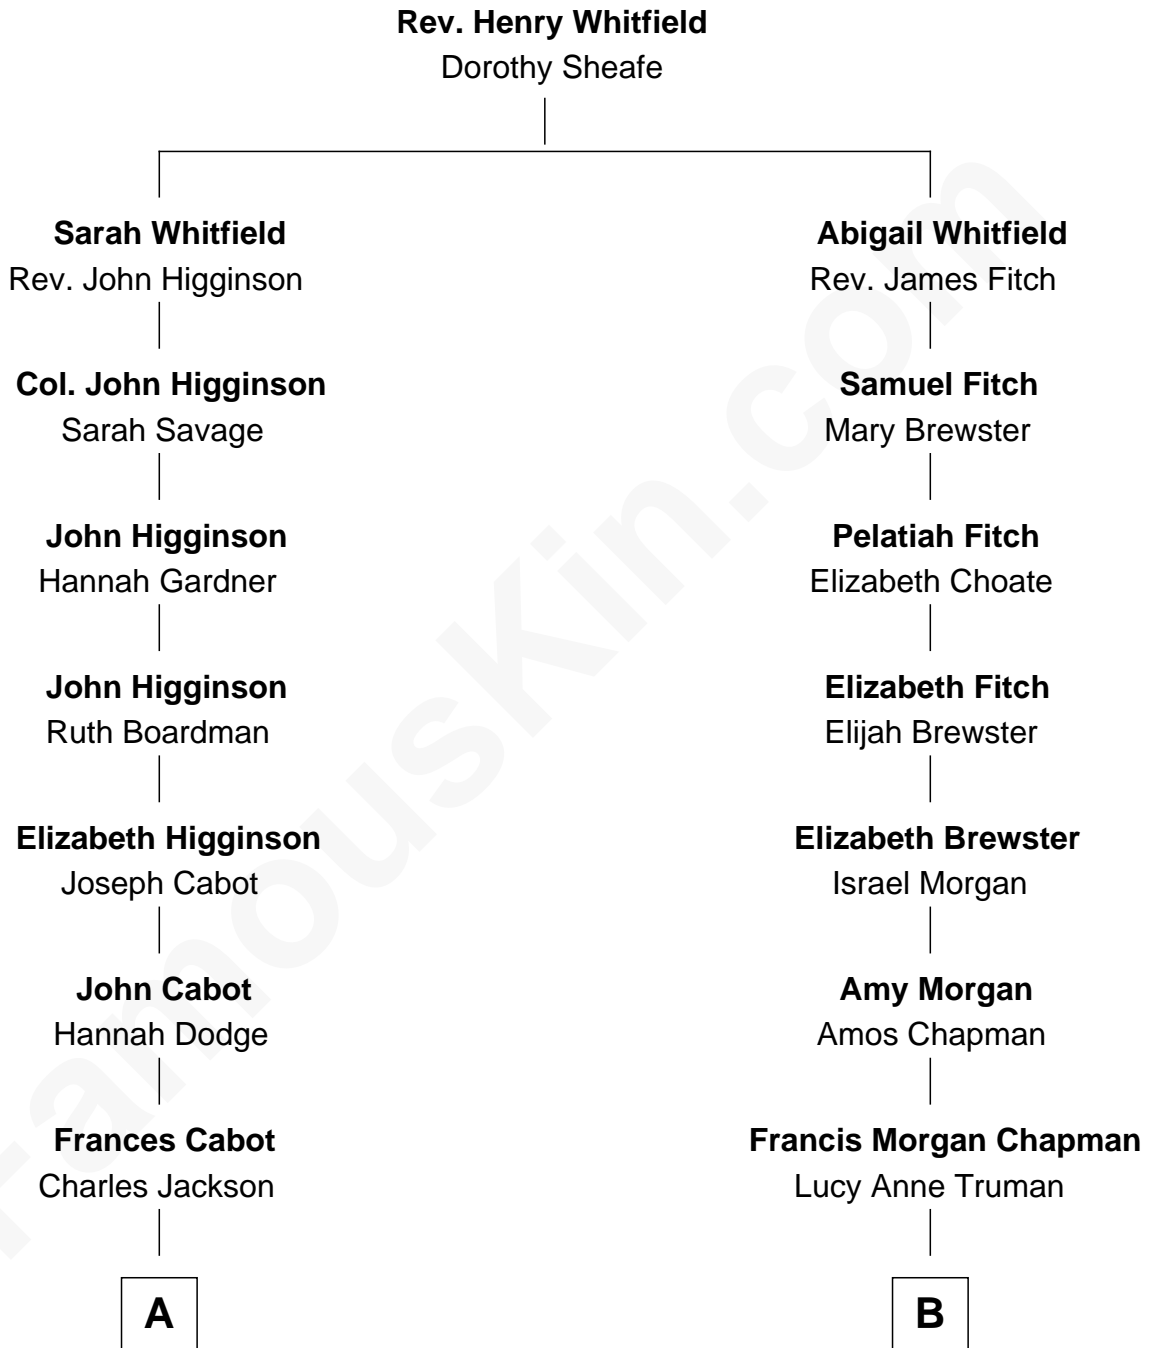 Rev. Henry Whitfield
Dorothy Sheafe
Sarah Whitfield
Rev. John Higginson
Abigail Whitfield
Rev. James Fitch
Col. John Higginson
Sarah Savage
Samuel Fitch
Mary Brewster
John Higginson
Hannah Gardner
Pelatiah Fitch
Elizabeth Choate
John Higginson
Ruth Boardman
Elizabeth Fitch
Elijah Brewster
Elizabeth Higginson
Joseph Cabot
Elizabeth Brewster
Israel Morgan
John Cabot
Hannah Dodge
Amy Morgan
Amos Chapman
Frances Cabot
Charles Jackson
Francis Morgan Chapman
Lucy Anne Truman
A
B
FamousKin.com